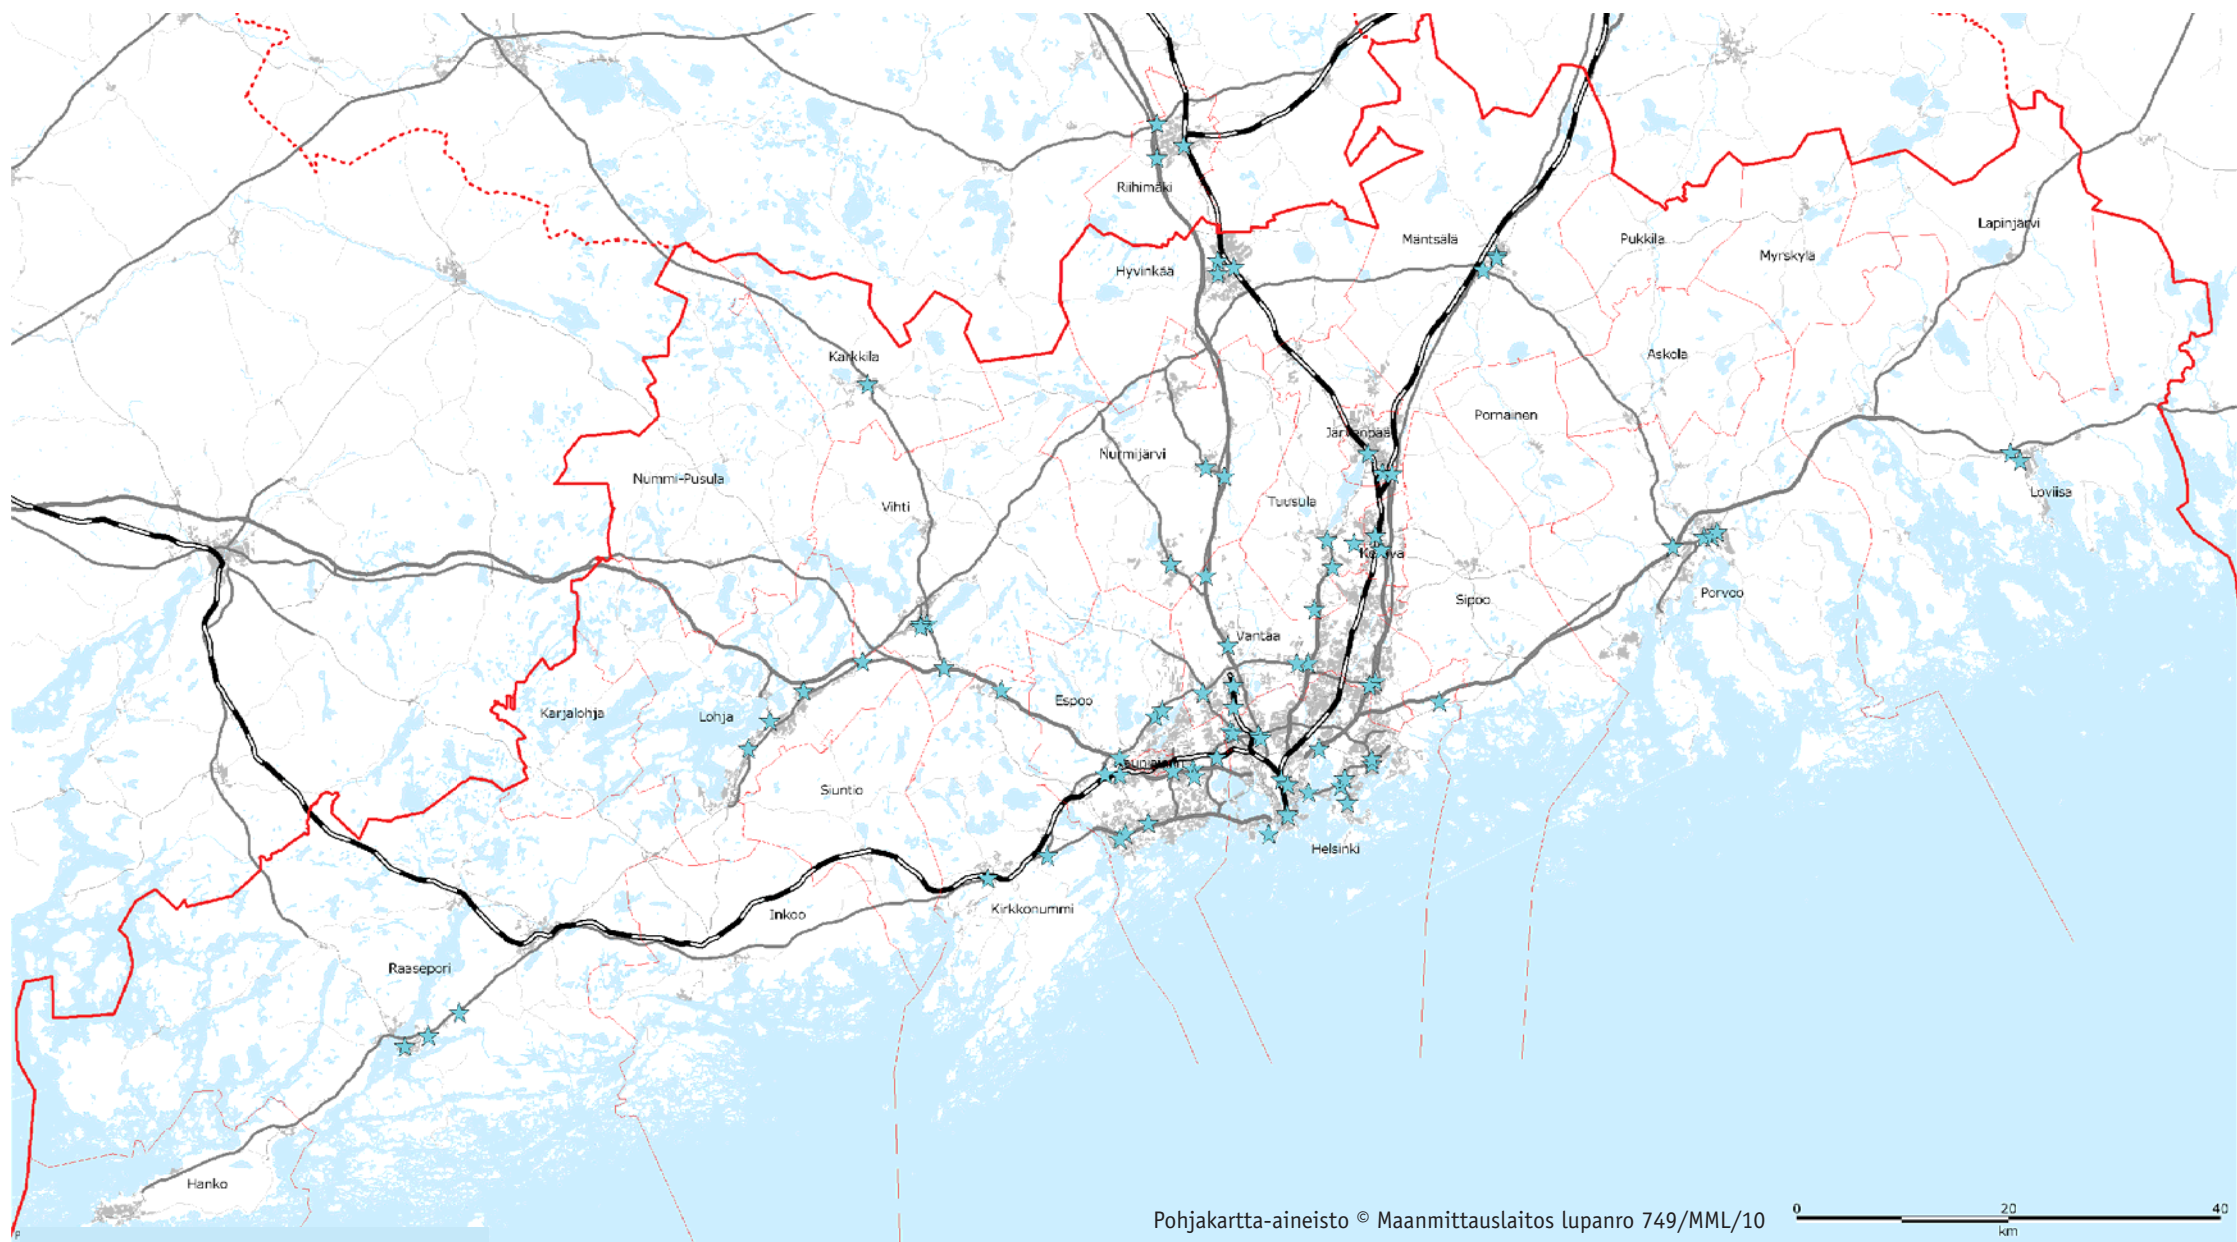 Riihimäki
Hyvinkää
Mäntsälä
Pukkila
Myrskylä
Lapinjärvi
Karkkila
Askola
Pornainen
Järvenpää
Nurmijärvi
Nummi-Pusula
Vihti
Tuusula
Loviisa
Kerava
Sipoo
Porvoo
Vantaa
Espoo
Karjalohja
Lohja
Kauniainen
Siuntio
Helsinki
Inkoo
Kirkkonummi
Raasepori
Hanko
Pohjakartta-aineisto © Maanmittauslaitos lupanro 749/MML/10
0 20 40
km